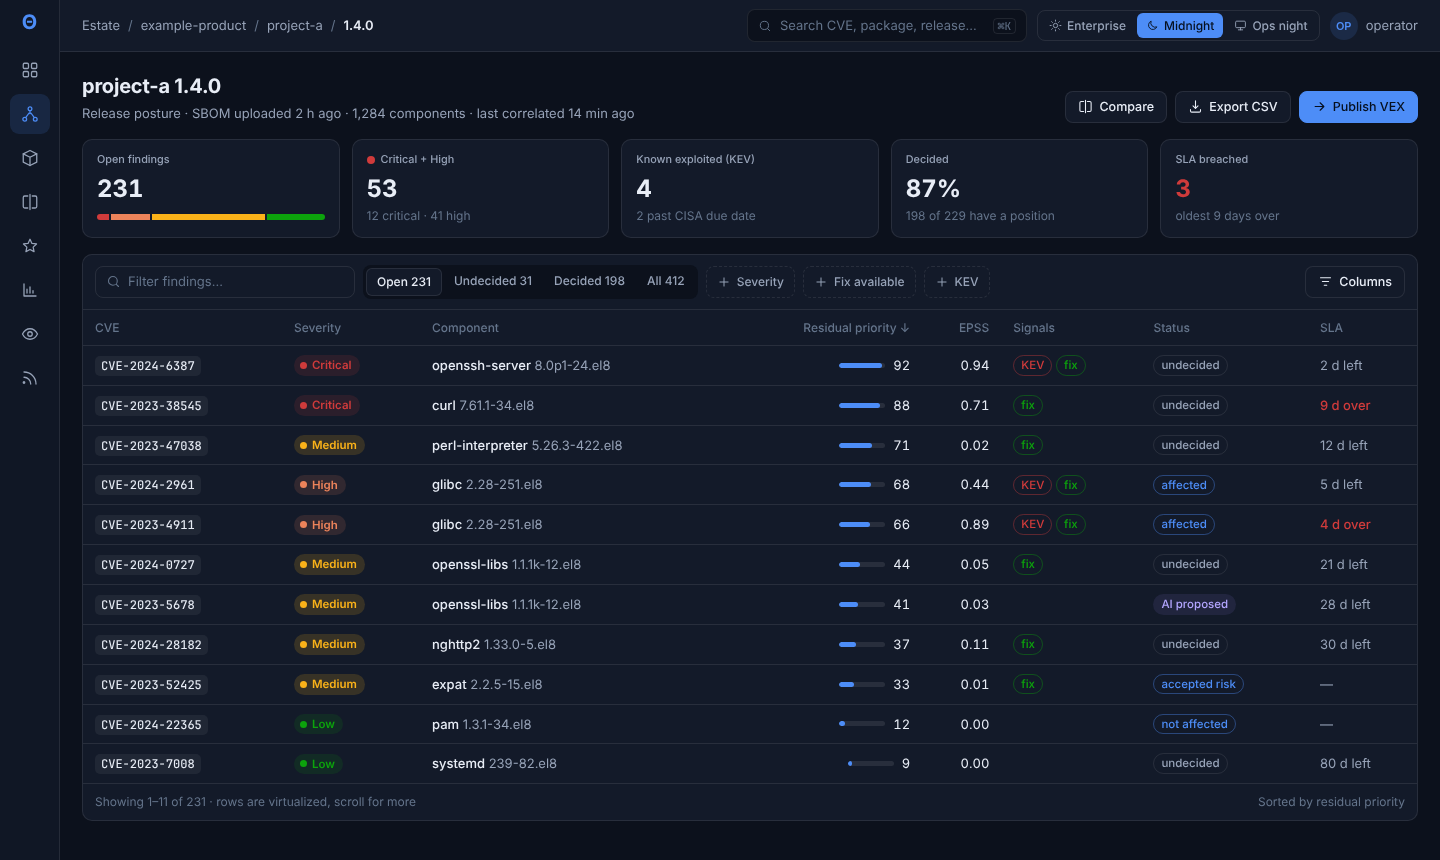 Θ
Estate / example-product / project-a / 1.4.0
Search CVE, package, release... ⌘K
Enterprise Midnight Ops night
OP operator
project-a 1.4.0
Release posture · SBOM uploaded 2 h ago · 1,284 components · last correlated 14 min ago
Compare Export CSV Publish VEX
Open findings
231
Critical + High
53
12 critical · 41 high
Known exploited (KEV)
4
2 past CISA due date
Decided
87%
198 of 229 have a position
SLA breached
3
oldest 9 days over
Filter findings... Open 231 Undecided 31 Decided 198 All 412 + Severity + Fix available + KEV Columns
CVE Severity Component Residual priority ↓ EPSS Signals Status SLA
CVE-2024-6387 Critical openssh-server 8.0p1-24.el8 92 0.94 KEV fix undecided 2 d left
CVE-2023-38545 Critical curl 7.61.1-34.el8 88 0.71 fix undecided 9 d over
CVE-2023-47038 Medium perl-interpreter 5.26.3-422.el8 71 0.02 fix undecided 12 d left
CVE-2024-2961 High glibc 2.28-251.el8 68 0.44 KEV fix affected 5 d left
CVE-2023-4911 High glibc 2.28-251.el8 66 0.89 KEV fix affected 4 d over
CVE-2024-0727 Medium openssl-libs 1.1.1k-12.el8 44 0.05 fix undecided 21 d left
CVE-2023-5678 Medium openssl-libs 1.1.1k-12.el8 41 0.03 AI proposed 28 d left
CVE-2024-28182 Medium nghttp2 1.33.0-5.el8 37 0.11 fix undecided 30 d left
CVE-2023-52425 Medium expat 2.2.5-15.el8 33 0.01 fix accepted risk —
CVE-2024-22365 Low pam 1.3.1-34.el8 12 0.00 not affected —
CVE-2023-7008 Low systemd 239-82.el8 9 0.00 undecided 80 d left
Showing 1–11 of 231 · rows are virtualized, scroll for more
Sorted by residual priority